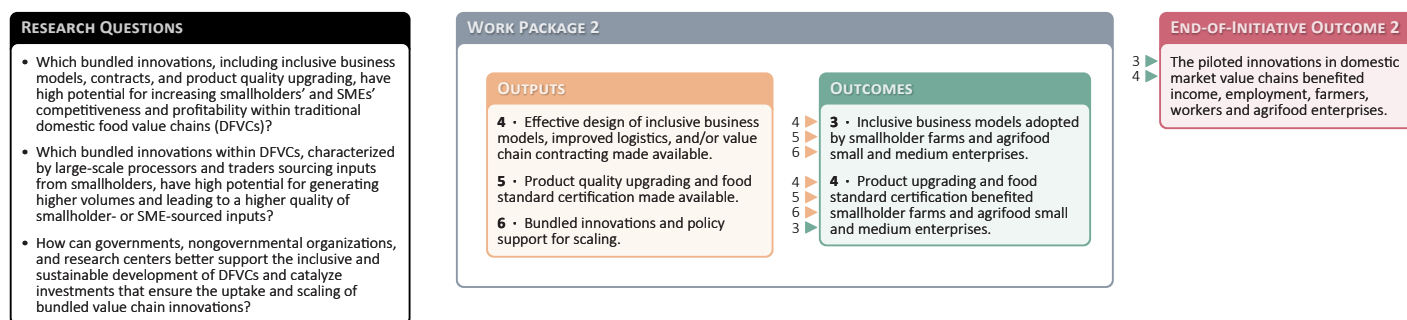 RESEARCH QUESTIONS
• Which bundled innovations, including inclusive business
models, contracts, and product quality upgrading, have
high potential for increasing smallholders' and SMEs'
competitiveness and profitability within traditional
domestic food value chains (DFVCs)?
• Which bundled innovations within DFVCs, characterized
by large-scale processors and traders sourcing inputs
from smallholders, have high potential for generating
higher volumes and leading to a higher quality of
smallholder- or SME-sourced inputs?
• How can governments, nongovernmental organizations,
and research centers better support the inclusive and
sustainable development of DFVCs and catalyze
investments that ensure the uptake and scaling of
bundled value chain innovations?
WORK PACKAGE 2
OUTPUTS
4 · Effective design of inclusive business
models, improved logistics, and/or value
chain contracting made available.
5 · Product quality upgrading and food
standard certification made available.
6 · Bundled innovations and policy
support for scaling.
4
5
6
4
5
6
3
OUTCOMES
3 · Inclusive business models adopted
by smallholder farms and agrifood
small and medium enterprises.
4 · Product upgrading and food
standard certification benefited
smallholder farms and agrifood small
and medium enterprises.
3
4
END-OF-INITIATIVE OUTCOME 2
The piloted innovations in domestic
market value chains benefited
income, employment, farmers,
workers and agrifood enterprises.